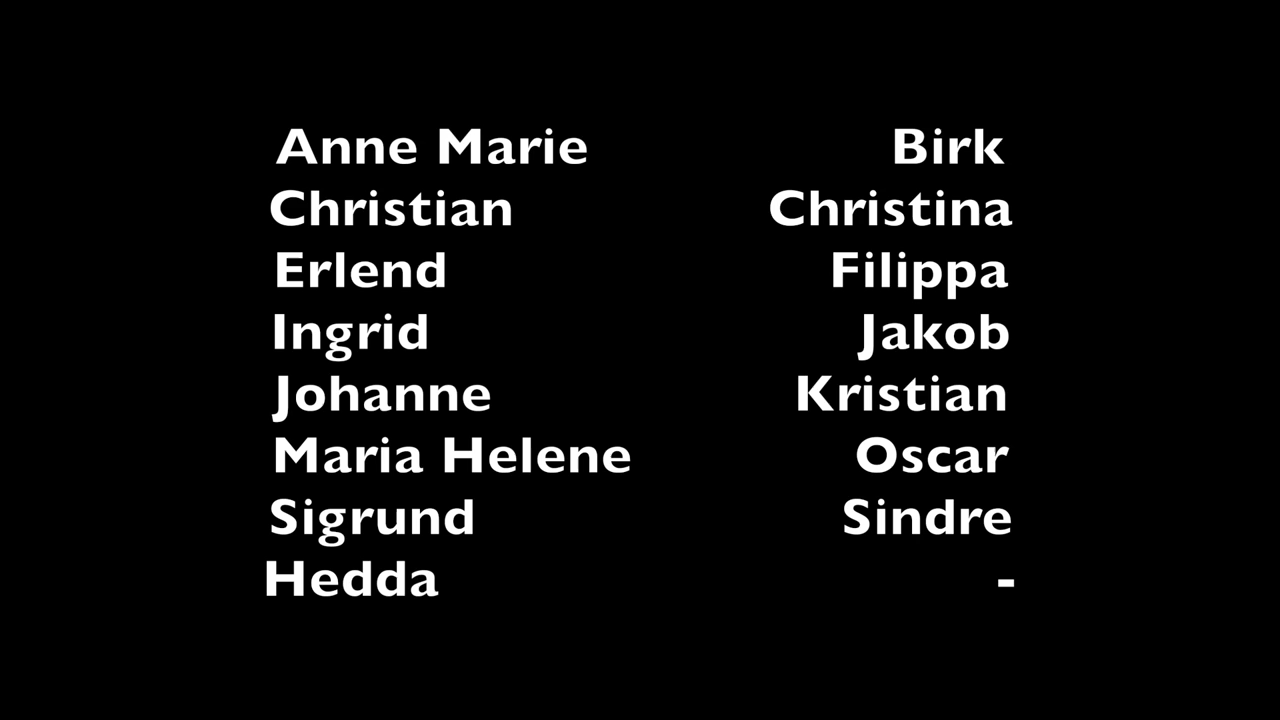 Anne Marie Birk
Christian Christina
Erlend Filippa
Ingrid Jakob
Johanne Kristian
Maria Helene Oscar
Sigrund Sindre
Hedda -